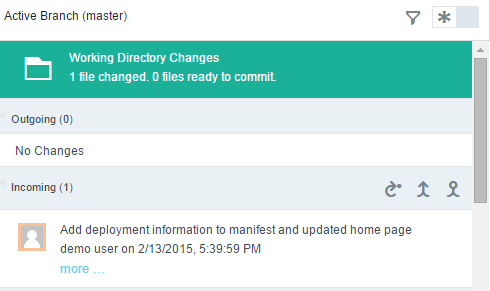 Active Branch (master)
Working Directory Changes
1 file changed. 0 files ready to commit.
Outgoing (0)
No Changes
Incoming (1)
Add deployment information to manifest and updated home page
demo user on 2/13/2015, 5:39:59 PM
more ...